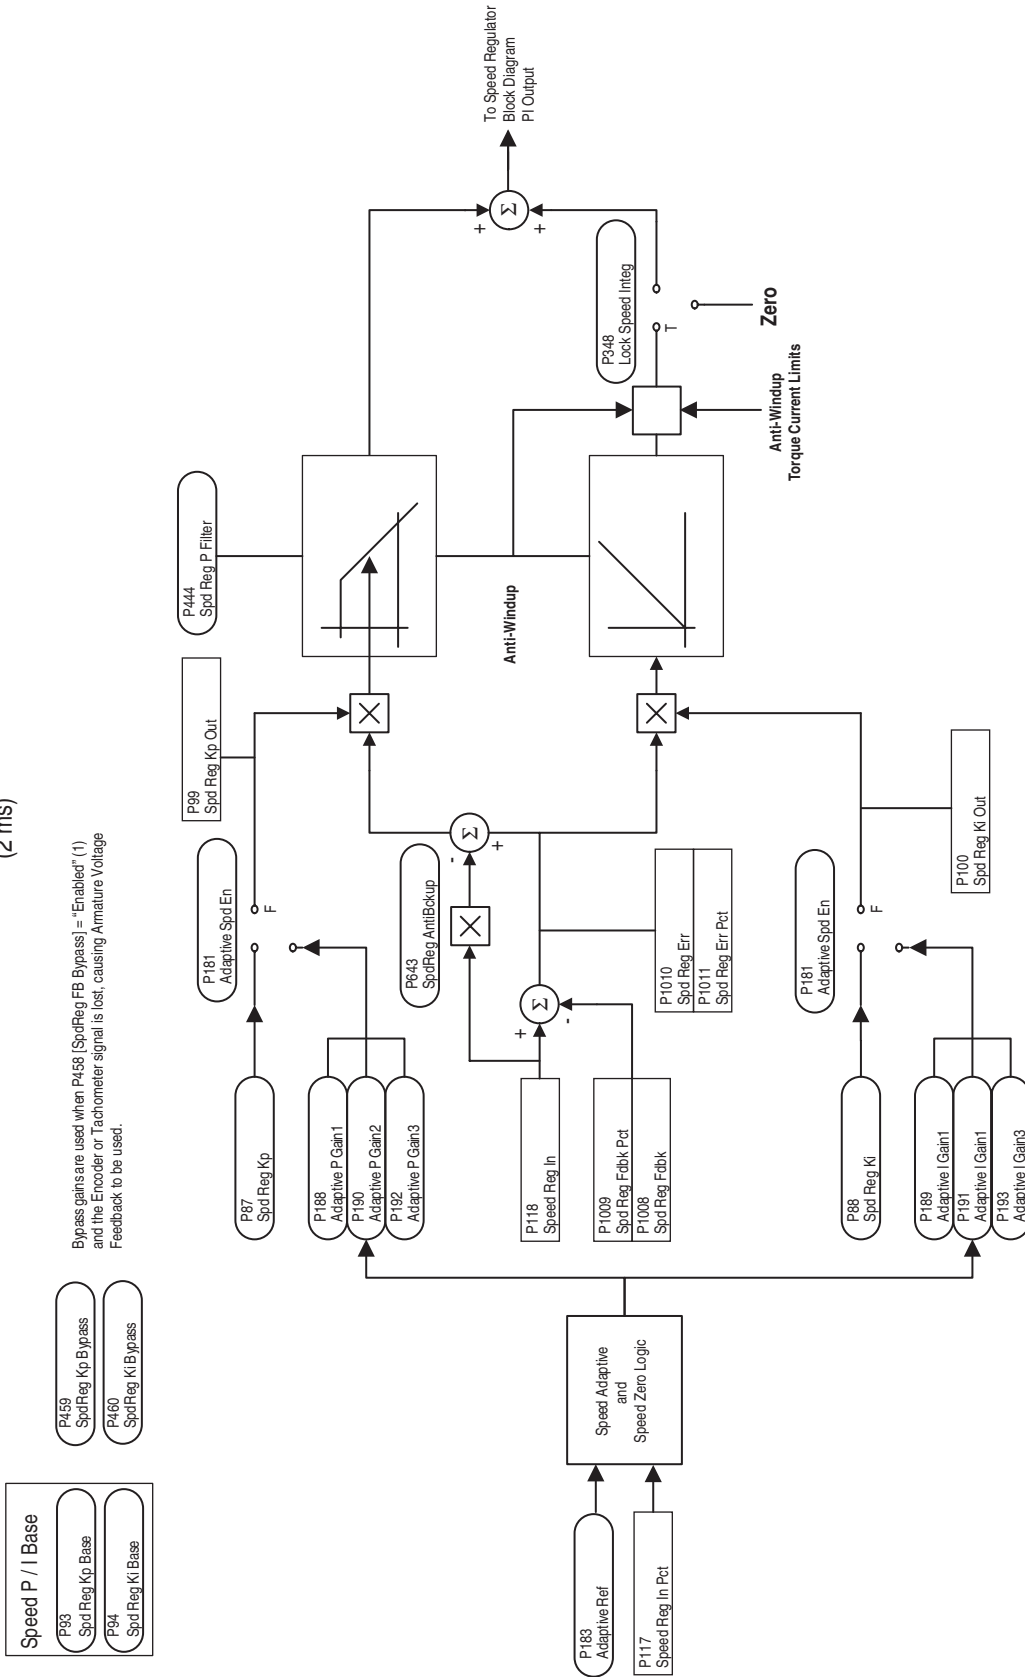 (2 ms)
Speed P / I Base
P93
Spd Reg Kp Base
P94
Spd Reg Ki Base
P459
SpdReg Kp Bypass
P460
SpdReg Ki Bypass
Bypass gains are used when P458 [SpdReg FB Bypass] = “Enabled” (1)
and the Encoder or Tachometer signal is lost, causing Armature Voltage
Feedback to be used.
P183
Adaptive Ref
P117
Speed Reg In Pct
Speed Adaptive
and
Speed Zero Logic
P87
Spd Reg Kp
P188
Adaptive P Gain1
P190
Adaptive P Gain2
P192
Adaptive P Gain3
P181
Adaptive Spd En
F
P99
Spd Reg Kp Out
P444
Spd Reg P Filter
P118
Speed Reg In
P1009
Spd Reg Fdbk Pct
P1008
Spd Reg Fdbk
+
-
Σ
P643
SpdReg AntiBckup
-
+
Σ
P1010
Spd Reg Err
P1011
Spd Reg Err Pct
P88
Spd Reg Ki
P189
Adaptive I Gain1
P191
Adaptive I Gain1
P193
Adaptive I Gain3
P181
Adaptive Spd En
F
P100
Spd Reg Ki Out
Anti-Windup
Anti-Windup
Torque Current Limits
P348
Lock Speed Integ
T
Zero
+
+
Σ
To Speed Regulator
Block Diagram
PI Output